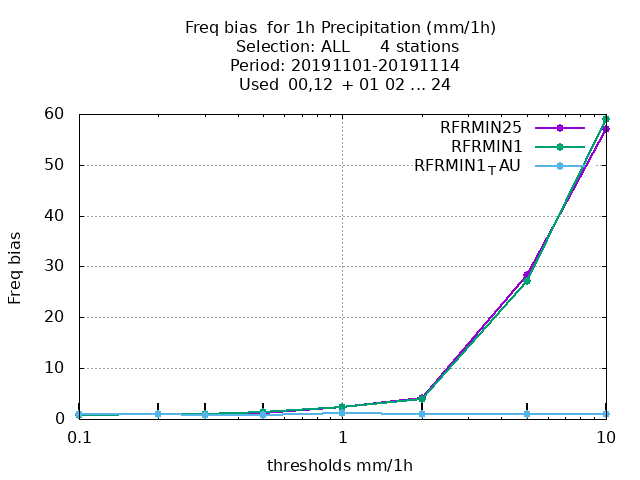 Freq bias  for 1h Precipitation (mm/1h)
Selection: ALL      4 stations
Period: 20191101-20191114
Used  00,12  + 01 02 ... 24
RFRMIN25
RFRMIN1
RFRMIN1TAU
60
50
40
30
20
10
0
Freq bias
0.1
1
10
thresholds mm/1h